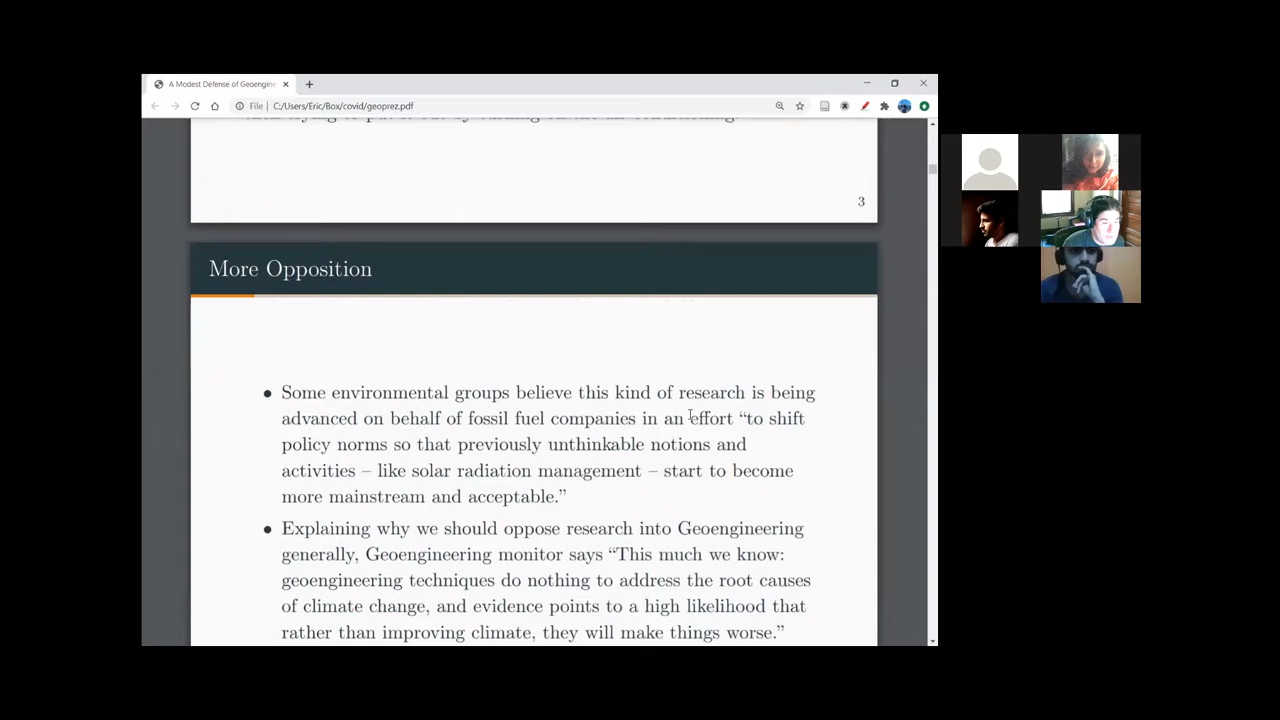 A Modest Defense of Geoengine
File
C:/Users/Eric/Box/covid/geoprez.pdf
3
More Opposition
• Some environmental groups believe this kind of research is being
advanced on behalf of fossil fuel companies in an effort “to shift
policy norms so that previously unthinkable notions and
activities – like solar radiation management – start to become
more mainstream and acceptable.”
• Explaining why we should oppose research into Geoengineering
generally, Geoengineering monitor says “This much we know:
geoengineering techniques do nothing to address the root causes
of climate change, and evidence points to a high likelihood that
rather than improving climate, they will make things worse.”